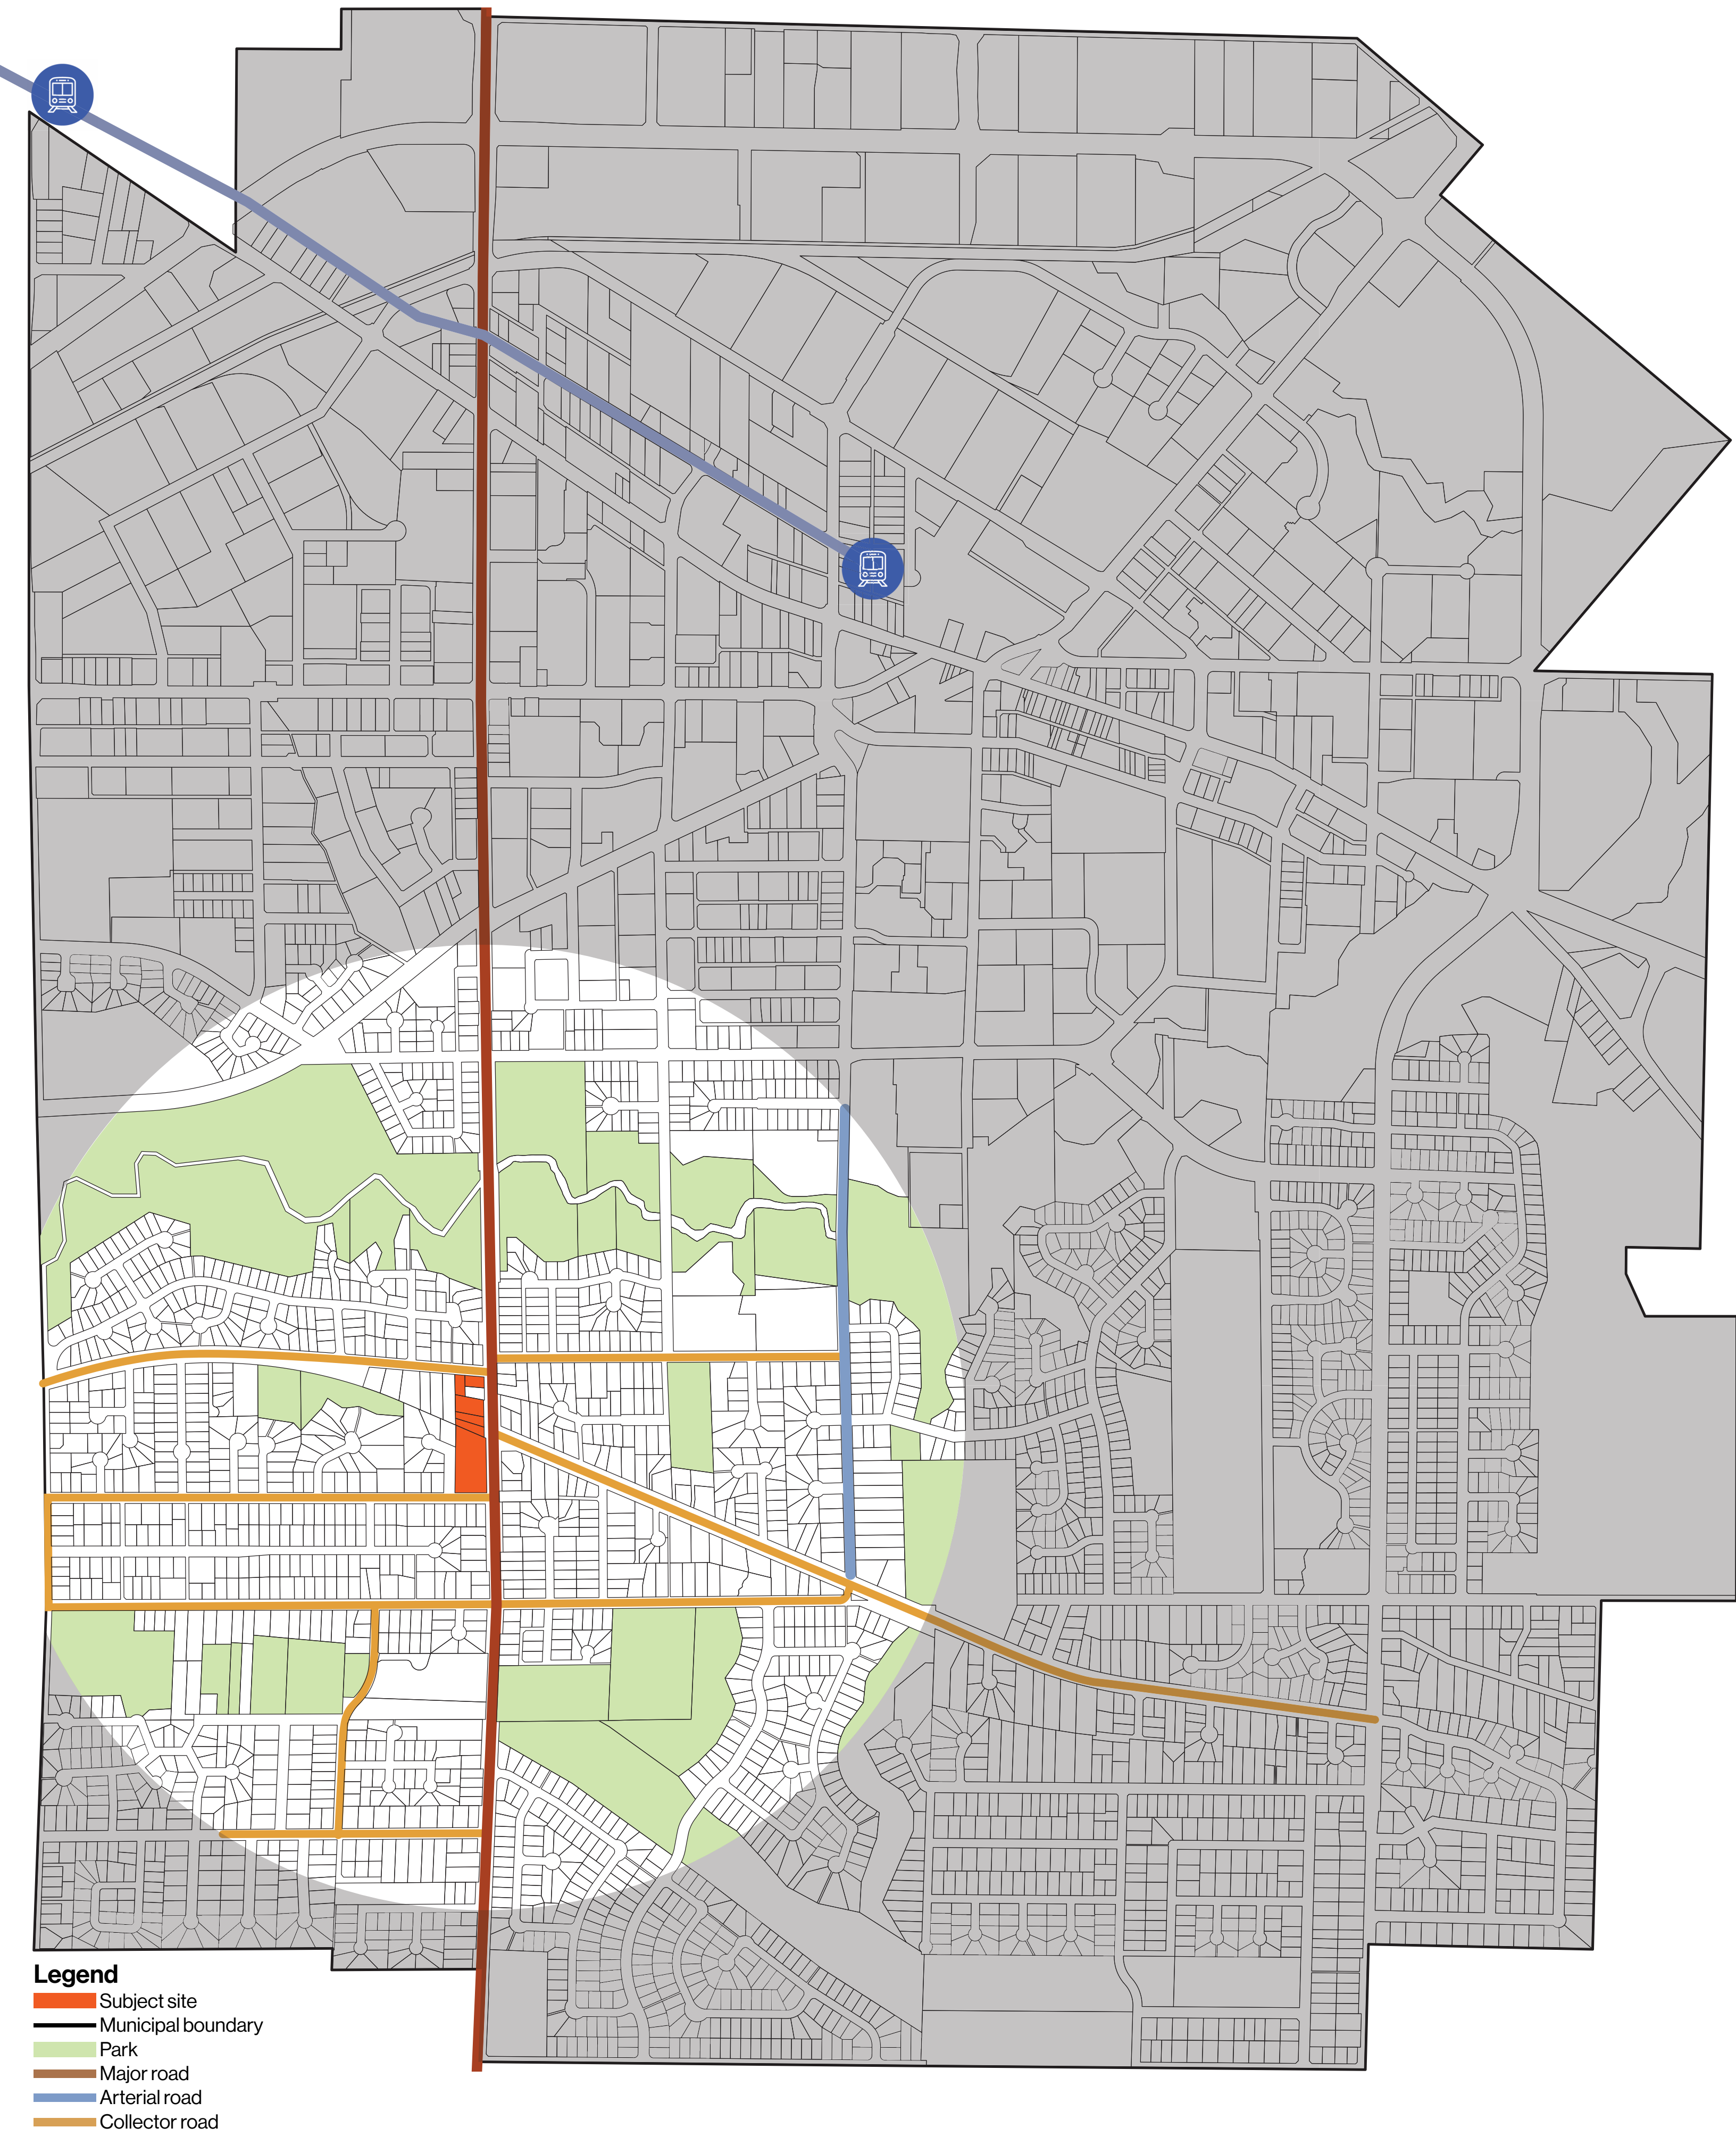 Legend
Subject site
Municipal boundary
Park
Major road
Arterial road
Collector road